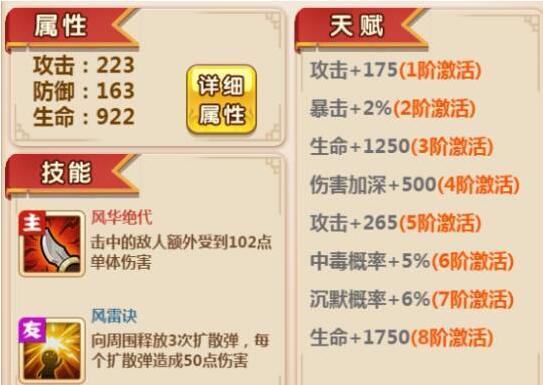 属性
攻击：223
防御：163
生命：922
详细
属性
技能
主
风华绝代
击中的敌人额外受到102点
单体伤害
友
风雷诀
向周围释放3次扩散弹，每
个扩散弹造成50点伤害
天赋
攻击+175(1阶激活)
暴击+2%(2阶激活)
生命+1250(3阶激活)
伤害加深+500(4阶激活)
攻击+265(5阶激活)
中毒概率+5%(6阶激活)
沉默概率+6%(7阶激活)
生命+1750(8阶激活)